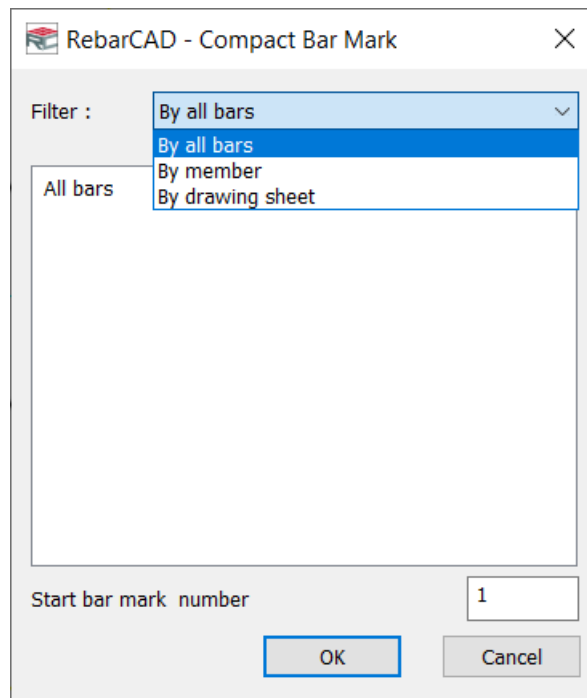 RebarCAD - Compact Bar Mark
Filter : By all bars
By all bars
By member
By drawing sheet
All bars
Start bar mark number 1
OK Cancel